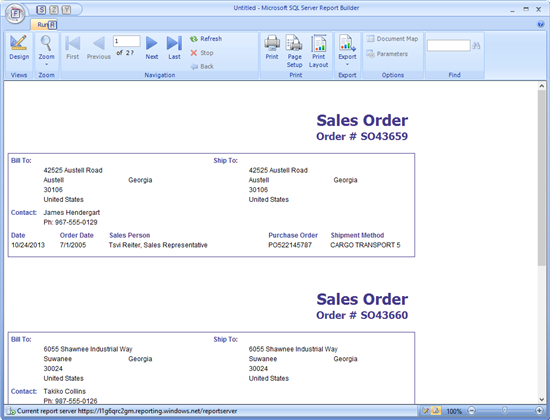 Untitled - Microsoft SQL Server Report Builder
F S Z Y
Run R
Design Zoom First Previous 1 of 2? Next Last Refresh Stop Back Print Page Setup Print Layout Export Document Map Parameters
Views Zoom Navigation Print Export Options Find
Sales Order
Order # SO43659
Bill To: Ship To:
42525 Austell Road 42525 Austell Road
Austell Georgia Austell Georgia
30106 30106
United States United States
Contact: James Hendergart
Ph: 967-555-0129
Date Order Date Sales Person Purchase Order Shipment Method
10/24/2013 7/1/2005 Tsvi Reiter, Sales Representative PO522145787 CARGO TRANSPORT 5
Sales Order
Order # SO43660
Bill To: Ship To:
6055 Shawnee Industrial Way 6055 Shawnee Industrial Way
Suwanee Georgia Suwanee Georgia
30024 30024
United States United States
Contact: Takiko Collins
Ph: 987-555-0126
Current report server https://l1g6qrc2gm.reporting.windows.net/reportserver 100%